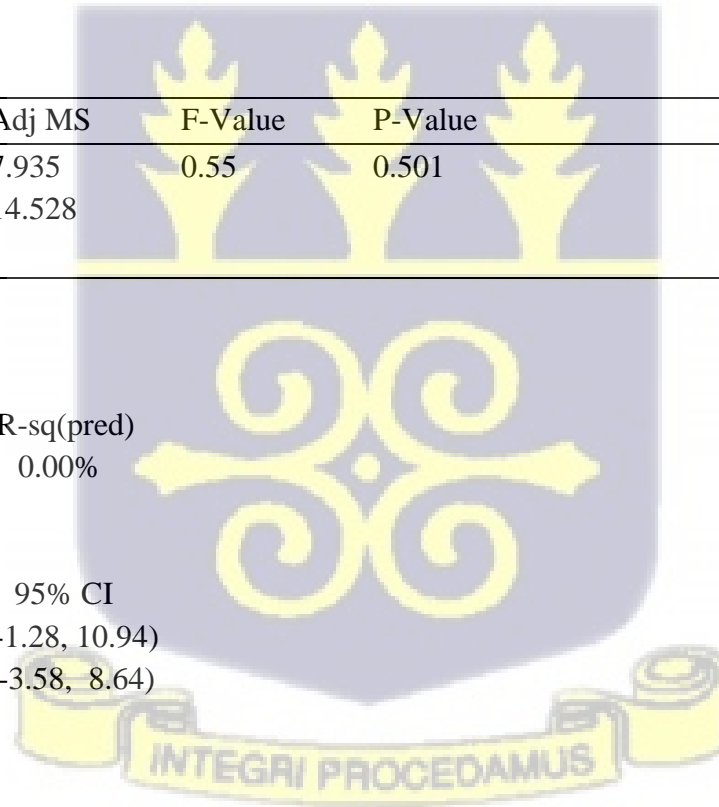 Adj MS F-Value P-Value
7.935 0.55 0.501
14.528
R-sq(pred)
0.00%
95% CI
(-1.28, 10.94)
(-3.58, 8.64)
INTEGRI PROCEDAMUS